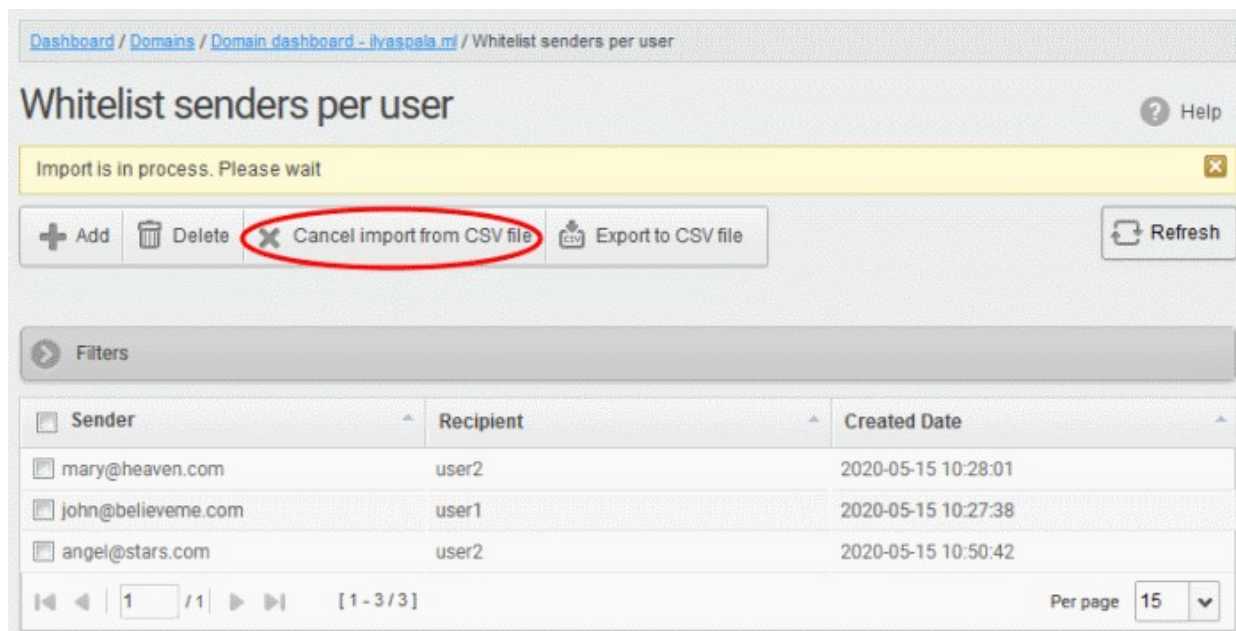 Dashboard / Domains / Domain dashboard - ilyaspala.ml / Whitelist senders per user
Whitelist senders per user
? Help
Import is in process. Please wait
Add Delete Cancel import from CSV file CSV Export to CSV file Refresh
Filters
Sender Recipient Created Date
mary@heaven.com user2 2020-05-15 10:28:01
john@believeme.com user1 2020-05-15 10:27:38
angel@stars.com user2 2020-05-15 10:50:42
1 / 1 [ 1 - 3 / 3 ] Per page 15